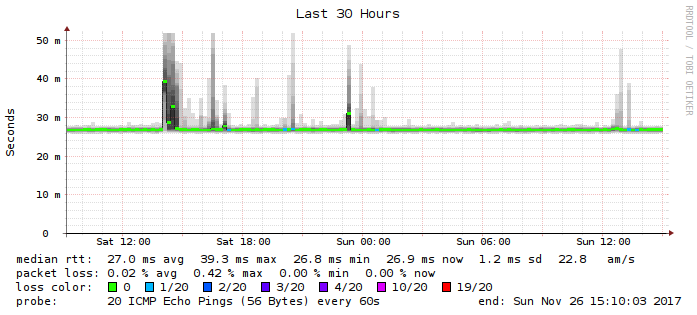 Last 30 Hours
RRDTOOL / TOBI OETIKER
Seconds
50 m
40 m
30 m
20 m
10 m
0
Sat 12:00 Sat 18:00 Sun 00:00 Sun 06:00 Sun 12:00
median rtt: 27.0 ms avg 39.3 ms max 26.8 ms min 26.9 ms now 1.2 ms sd 22.8 am/s
packet loss: 0.02 % avg 0.42 % max 0.00 % min 0.00 % now
loss color: 0 1/20 2/20 3/20 4/20 10/20 19/20
probe: 20 ICMP Echo Pings (56 Bytes) every 60s end: Sun Nov 26 15:10:03 2017